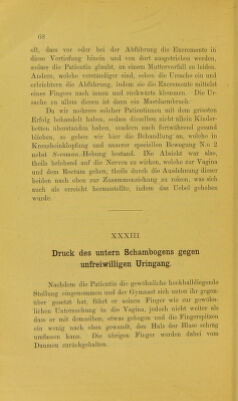 68
oft, dass vor oder bei der Abführung die Excremente in
diese Vertiefung hinein und von dort ausgetrieben werden,
sodass die Patientin glaubt, an einem Muttervorfall zu leiden.
Andere, welche verständiger sind, sehen die Ursache ein und
erleichtern die Abführung, indem sie die Excremente mittelst
eines Fingers nach innen und rückwärts schieben. Die Ursache
zu allem diesen ist dann ein Mastdarmbruch.
Da wir mehrere solcher Patientinnen mit dem grössten
Erfolg behandelt haben, sodass dieselben nicht allein Kinder-
betten überstanden haben, sondern auch fortwährend gesund
blieben, so geben wir hier die Behandlung an, welche in
Kreuzbeinklopfung und unserer speciellen Bewegung No 2
nebst S-romanum-Hebung bestand. Die Absicht war also,
theils belebend auf die Nerven zu wirken, welche zur Vagina
und dem Rectum gehen, theils durch die Ausdehnung dieser
beiden nach oben zur Zusammenziehung zu reizen, was sich
auch als erreicht herausstellte, indem das Uebel gehoben
wurde.
XXXIII
Druck des untern Schambogens gegen
unfreiwilligen Uringang.
Nachdem die Patientin die gewöhnliche hochhalbliegende
Stellung eingenommen und der Gymnast sich unten ihr gegen-
über gesetzt hat, führt er seinen Finger wie zur gewöhn-
lichen Untersuchung in die Vagina, jedoch nicht weiter als
dass er mit demselben, etwas gebogen und die Fingerspitzen
ein wenig nach oben gewandt, den Hals der Blase schräg
umfassen kann. Die übrigen Finger werden dabei vom
Daumen zurückgehalten.